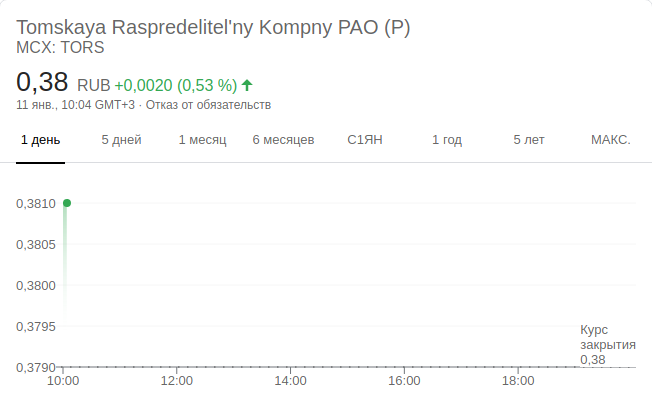 Tomskaya Raspredelitel'ny Kompny PAO (P)
MCX: TORS
0,38 RUB +0,0020 (0,53 %)
11 янв., 10:04 GMT+3 · Отказ от обязательств
1 день 5 дней 1 месяц 6 месяцев С1ЯН 1 год 5 лет МАКС.
0,3810
0,3805
0,3800
0,3795
Курс
закрытия
0,38
0,3790
10:00 12:00 14:00 16:00 18:00